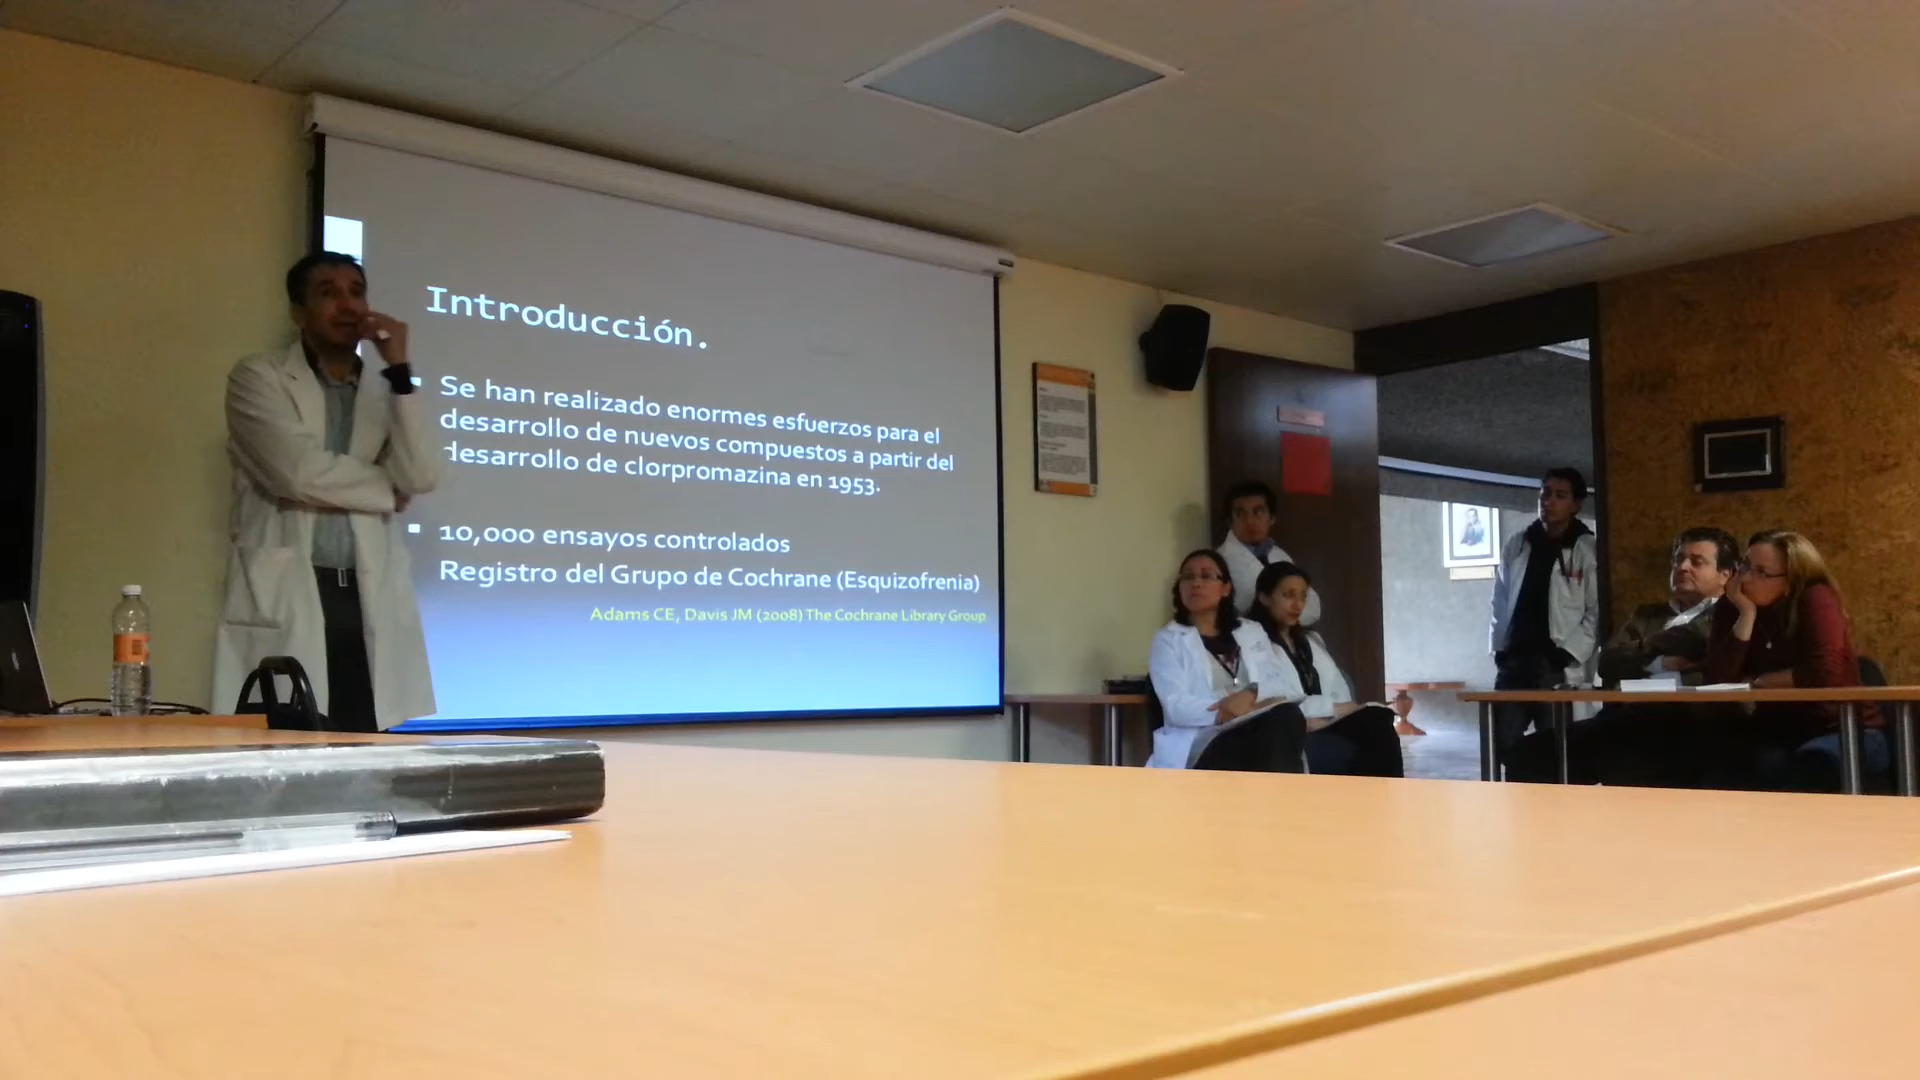 Introducción.
Se han realizado enormes esfuerzos para el
desarrollo de nuevos compuestos a partir del
desarrollo de clorpromazina en 1953.
10,000 ensayos controlados
Registro del Grupo de Cochrane (Esquizofrenia)
Adams CE, Davis JM (2008) The Cochrane Library Group